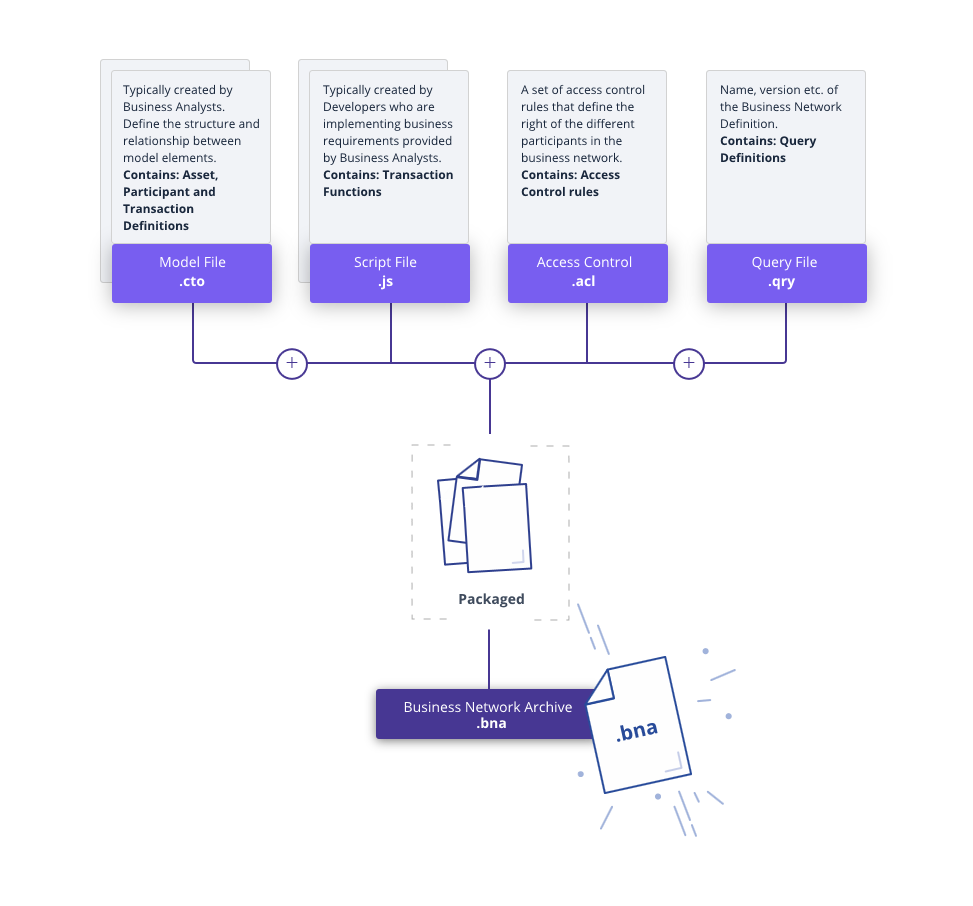 Typically created by
Business Analysts.
Define the structure and
relationship between
model elements.
Contains: Asset,
Participant and
Transaction
Definitions
Model File
.cto
Typically created by
Developers who are
implementing business
requirements provided
by Business Analysts.
Contains: Transaction
Functions
Script File
.js
A set of access control
rules that define the
right of the different
participants in the
business network.
Contains: Access
Control rules
Access Control
.acl
Name, version etc. of
the Business Network
Definition.
Contains: Query
Definitions
Query File
.qry
+
+
+
Packaged
Business Network Archive
.bna
.bna